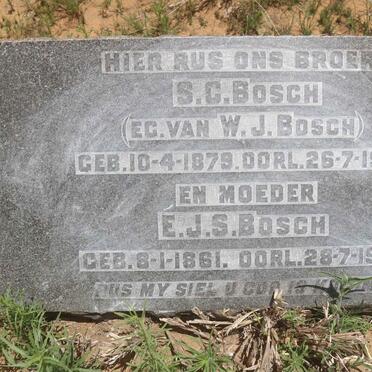 HIER RUS ONS BROER
S.C. BOSCH
(EG. VAN W.J. BOSCH)
GEB. 10-4-1879. OORL. 26-7-19
EN MOEDER
E.J.S. BOSCH
GEB. 8-1-1861. OORL. 28-7-19
RUS MY SIEL U GOD